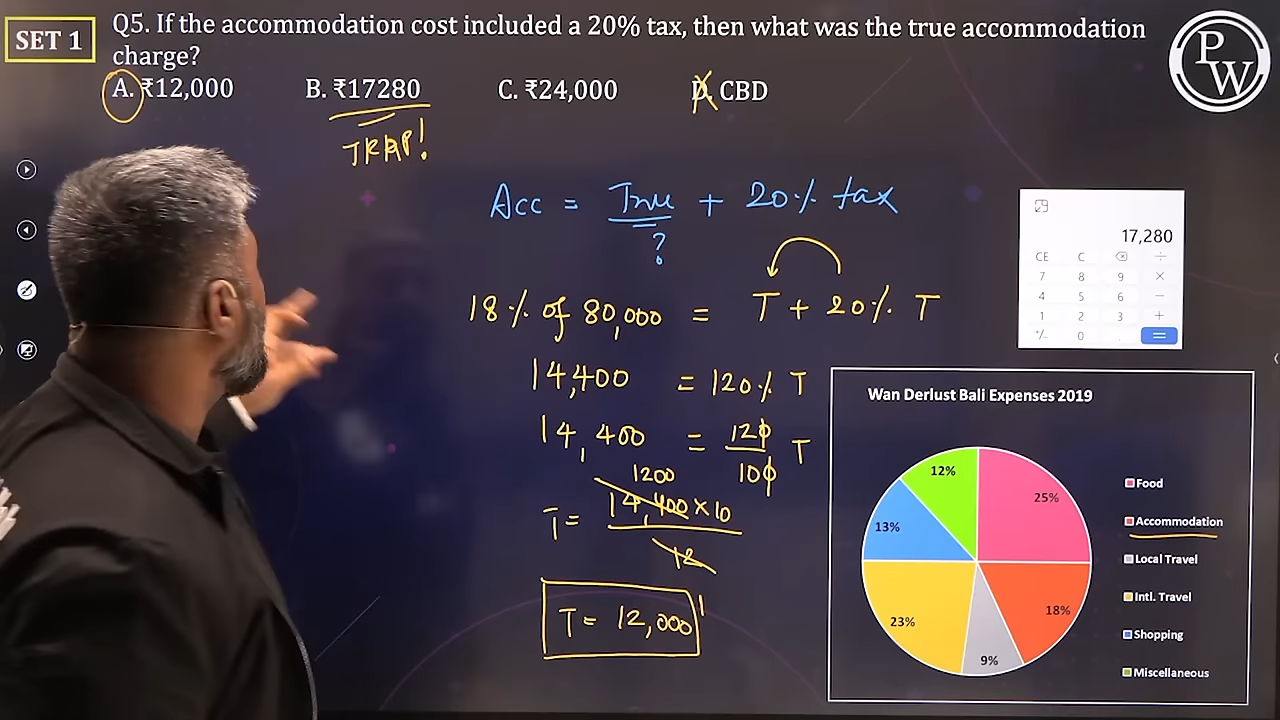 SET 1
Q5. If the accommodation cost included a 20% tax, then what was the true accommodation
charge?
A. ₹12,000 B. ₹17280 C. ₹24,000 D. CBD
TRAP!
PW
Acc = True + 20% tax
?
18% of 80,000 = T + 20% T
14,400 = 120% T
14,400 = 120/100 T
1200
T = 14,400 × 10 / 12
T = 12,000
17,280
CE C ÷
7 8 9 ×
4 5 6 −
1 2 3 +
+/− 0 . =
Wan Derlust Bali Expenses 2019
12%
25%
13%
18%
23%
9%
Food
Accommodation
Local Travel
Intl. Travel
Shopping
Miscellaneous